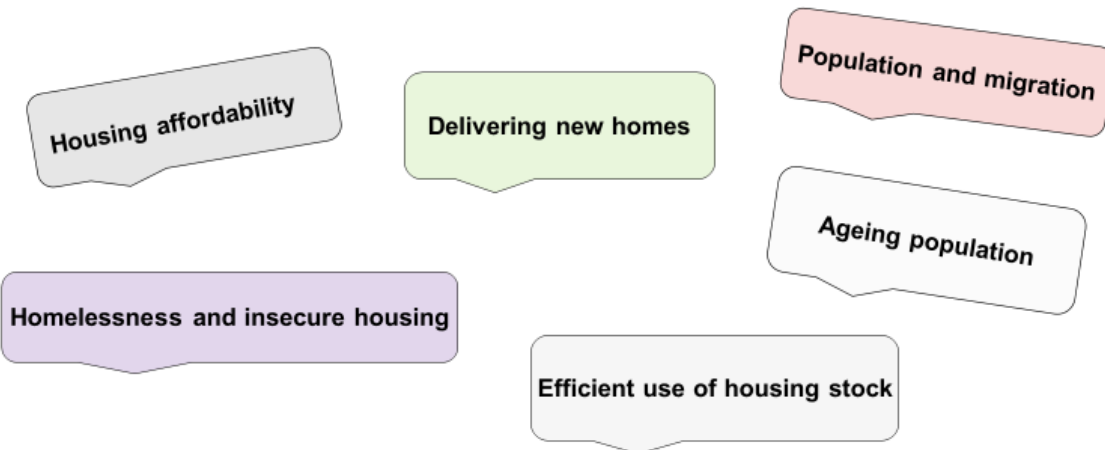 Housing affordability
Delivering new homes
Population and migration
Ageing population
Homelessness and insecure housing
Efficient use of housing stock